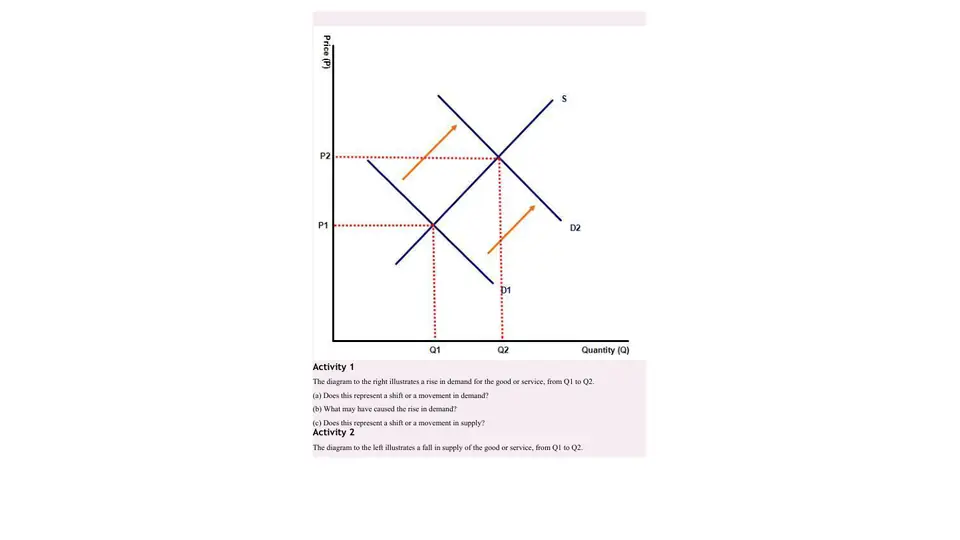 Price (P)
S
P2
P1
D2
D1
Q1
Q2
Quantity (Q)
Activity 1
The diagram to the right illustrates a rise in demand for the good or service, from Q1 to Q2.
(a) Does this represent a shift or a movement in demand?
(b) What may have caused the rise in demand?
(c) Does this represent a shift or a movement in supply?
Activity 2
The diagram to the left illustrates a fall in supply of the good or service, from Q1 to Q2.